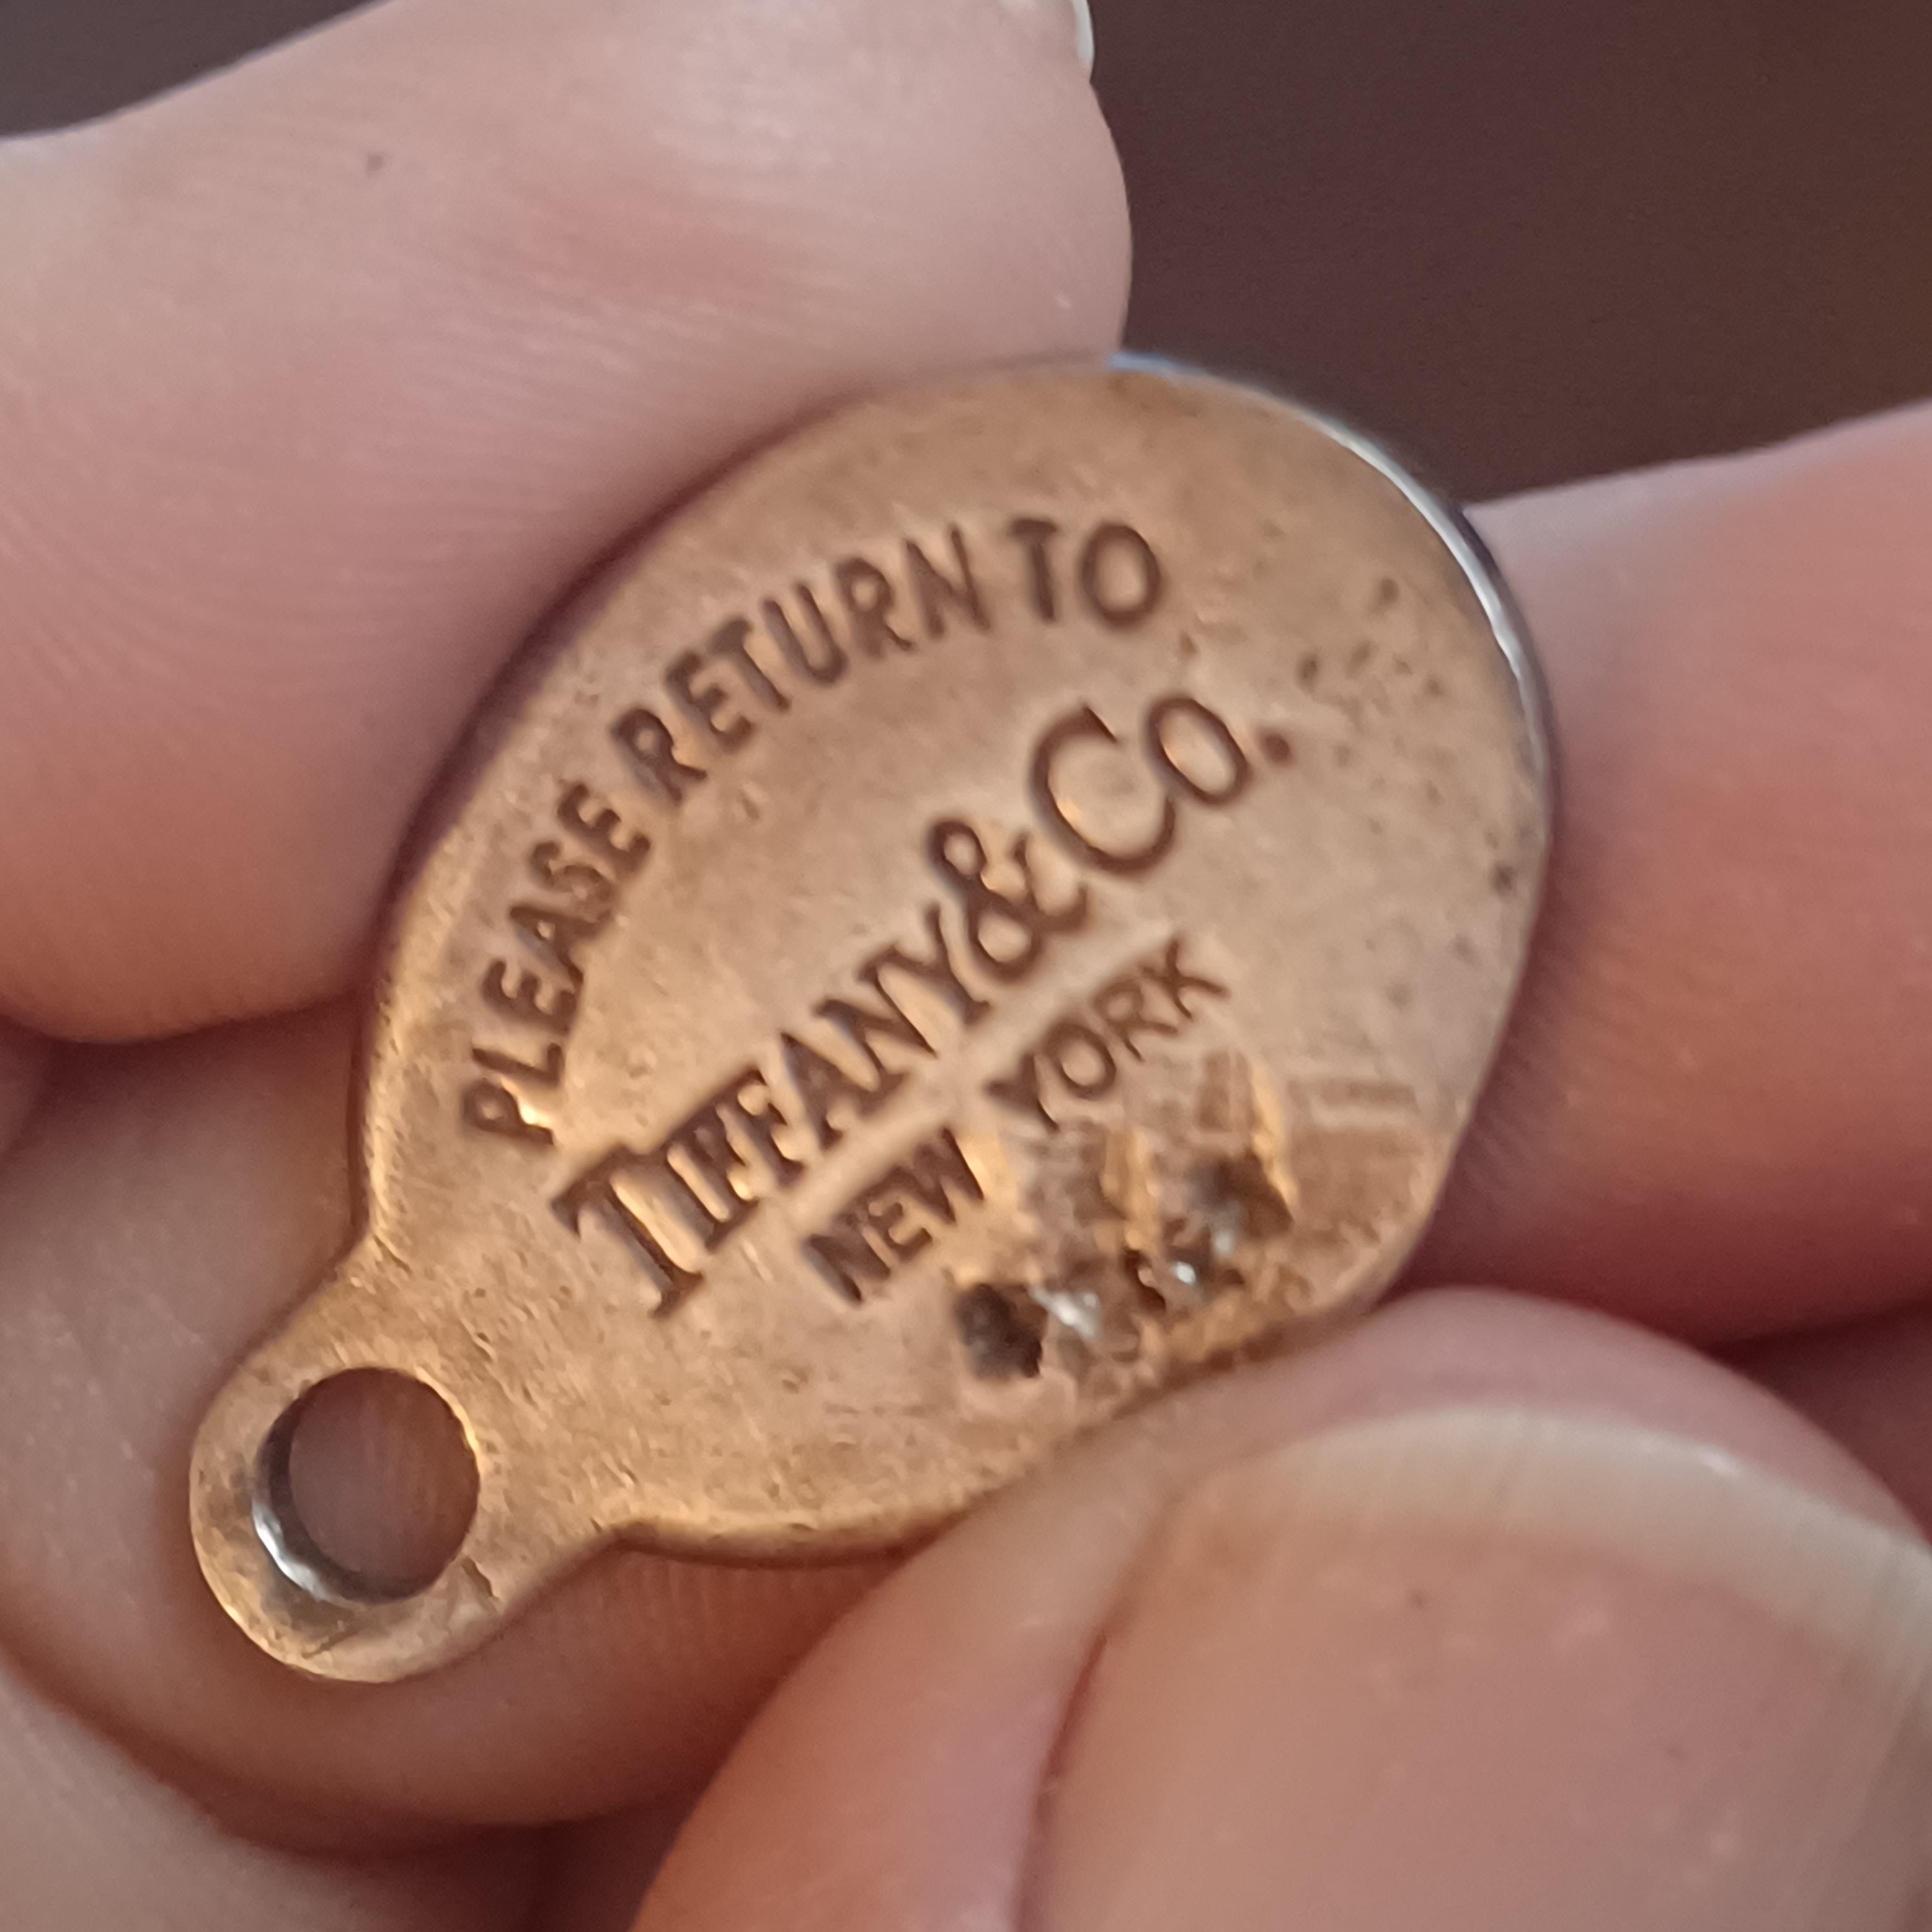 PLEASE RETURN TO
TIFFANY & CO.
NEW YORK